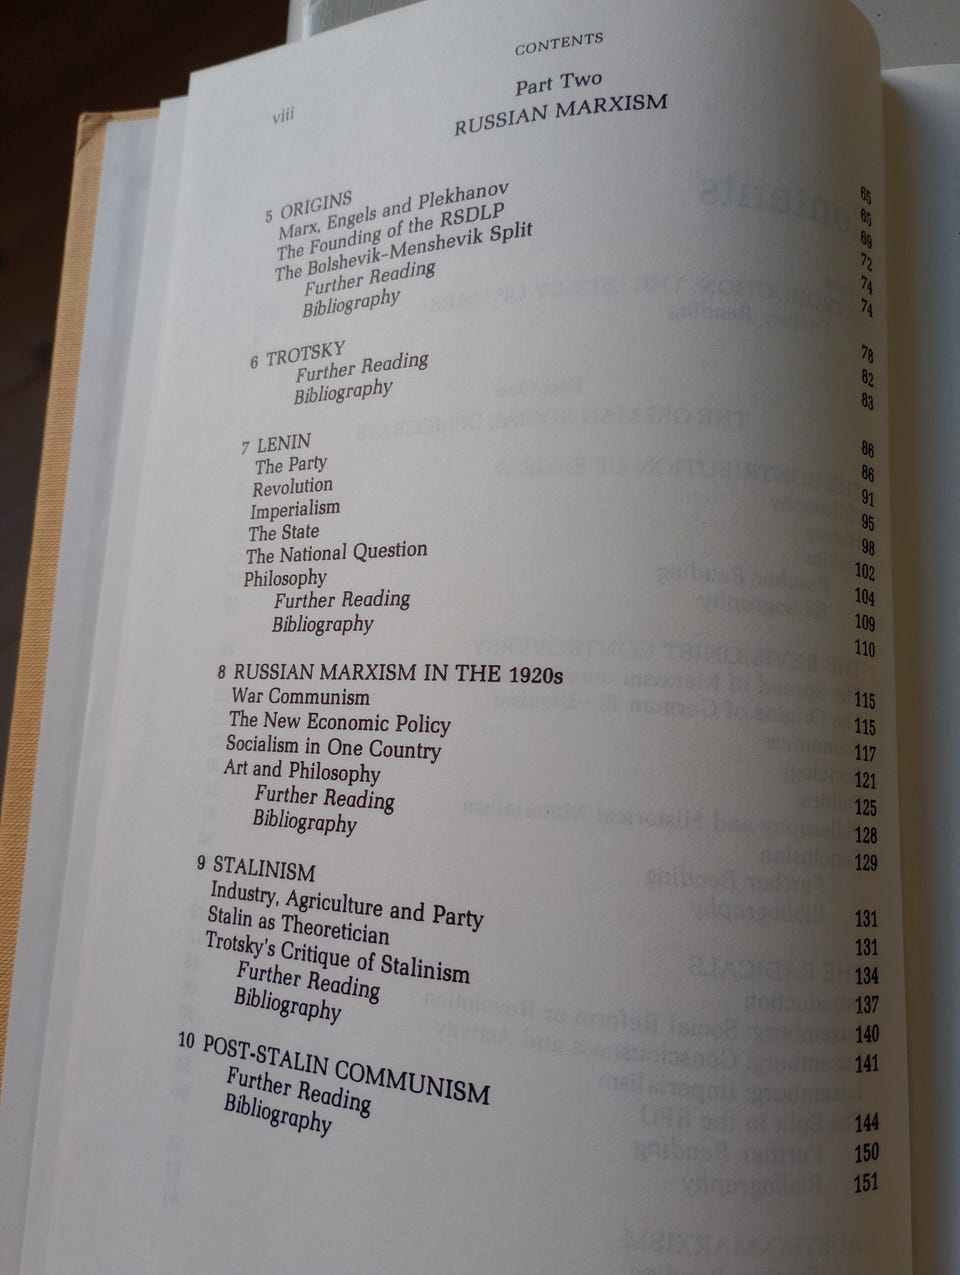 CONTENTS
viii
Part Two
RUSSIAN MARXISM
5 ORIGINS 65
Marx, Engels and Plekhanov 65
The Founding of the RSDLP 69
The Bolshevik–Menshevik Split 72
Further Reading 74
Bibliography 74
6 TROTSKY 78
Further Reading 82
Bibliography 83
7 LENIN 86
The Party 86
Revolution 91
Imperialism 95
The State 98
The National Question 102
Philosophy 104
Further Reading 109
Bibliography 110
8 RUSSIAN MARXISM IN THE 1920s 115
War Communism 115
The New Economic Policy 117
Socialism in One Country 121
Art and Philosophy 125
Further Reading 128
Bibliography 129
9 STALINISM 131
Industry, Agriculture and Party 131
Stalin as Theoretician 134
Trotsky's Critique of Stalinism 137
Further Reading 140
Bibliography 141
10 POST-STALIN COMMUNISM 144
Further Reading 150
Bibliography 151